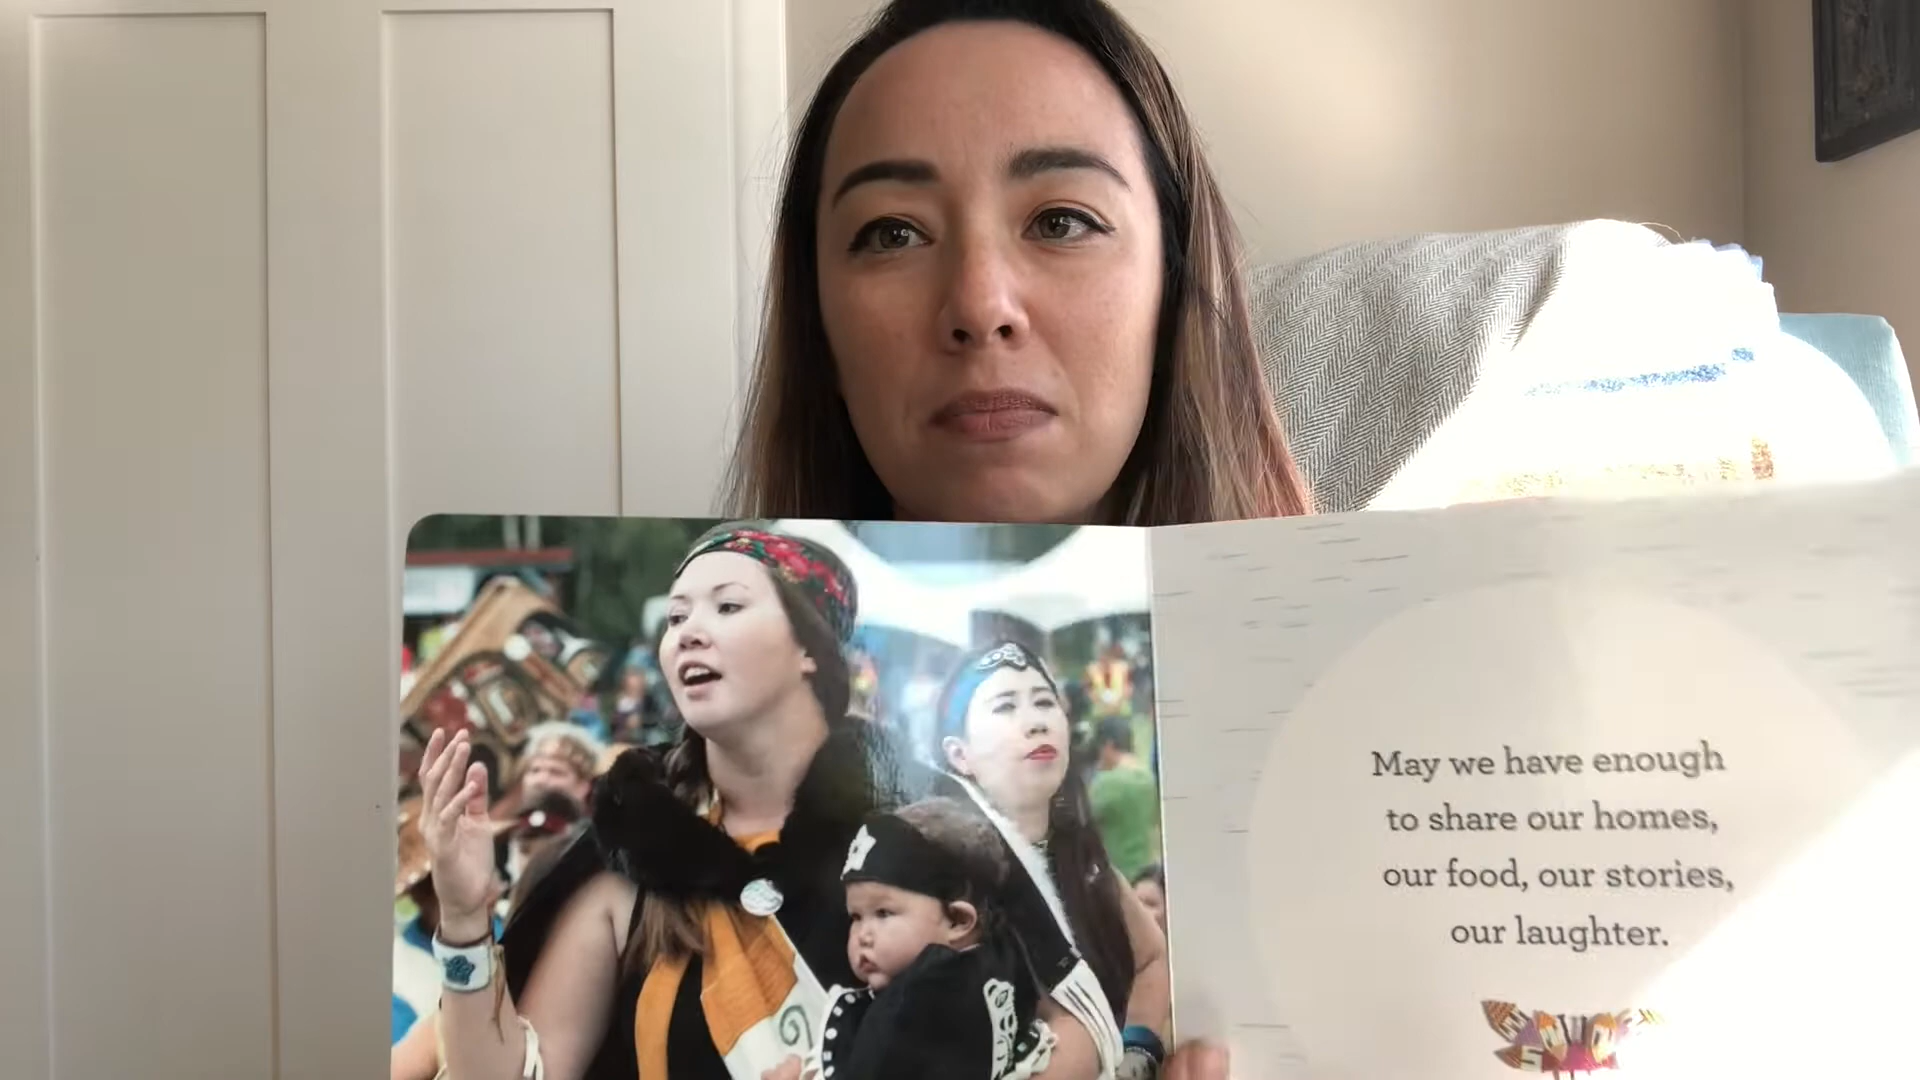 May we have enough
to share our homes,
our food, our stories,
our laughter.